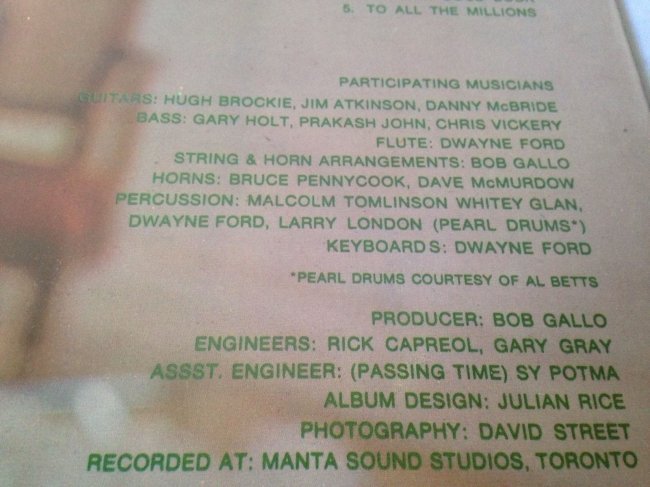 5. TO ALL THE MILLIONS
PARTICIPATING MUSICIANS
GUITARS: HUGH BROCKIE, JIM ATKINSON, DANNY McBRIDE
BASS: GARY HOLT, PRAKASH JOHN, CHRIS VICKERY
FLUTE: DWAYNE FORD
STRING & HORN ARRANGEMENTS: BOB GALLO
HORNS: BRUCE PENNYCOOK, DAVE McMURDOW
PERCUSSION: MALCOLM TOMLINSON WHITEY GLAN,
DWAYNE FORD, LARRY LONDON (PEARL DRUMS*)
KEYBOARDS: DWAYNE FORD
*PEARL DRUMS COURTESY OF AL BETTS
PRODUCER: BOB GALLO
ENGINEERS: RICK CAPREOL, GARY GRAY
ASSST. ENGINEER: (PASSING TIME) SY POTMA
ALBUM DESIGN: JULIAN RICE
PHOTOGRAPHY: DAVID STREET
RECORDED AT: MANTA SOUND STUDIOS, TORONTO